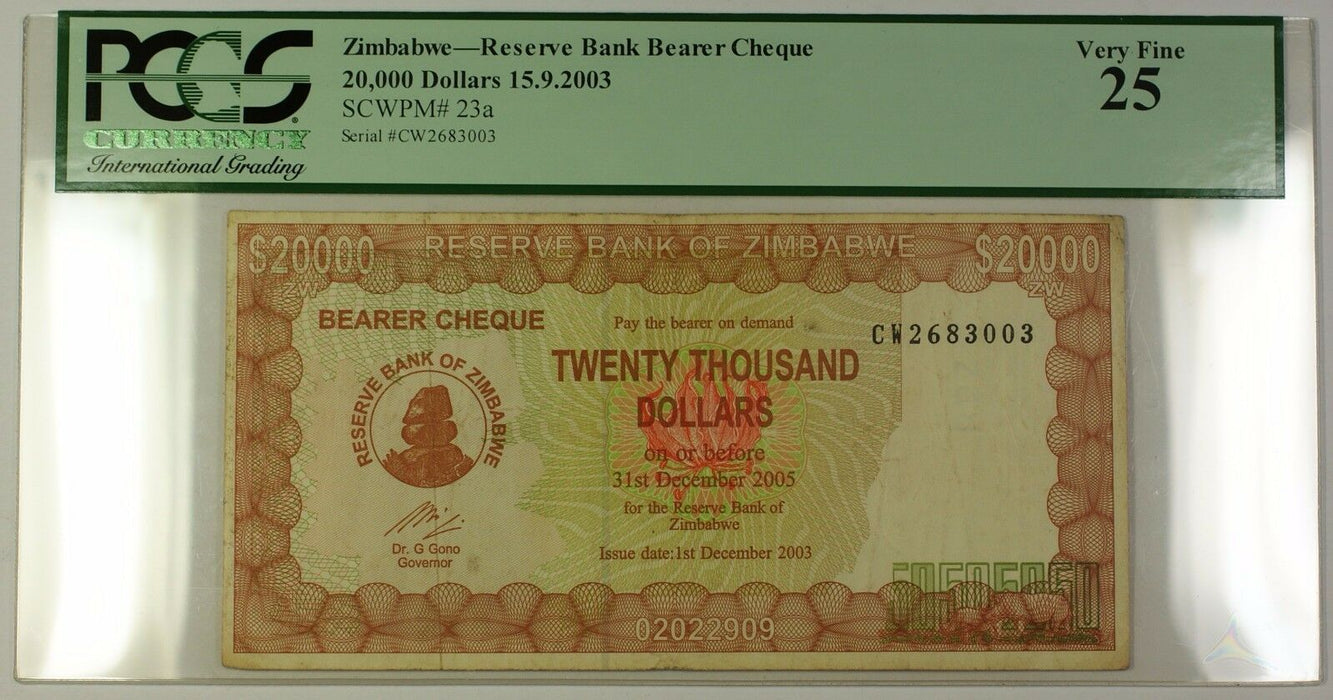 PCGS
CURRENCY
International Grading
Zimbabwe—Reserve Bank Bearer Cheque
20,000 Dollars 15.9.2003
SCWPM# 23a
Serial #CW2683003
Very Fine
25
$20000 RESERVE BANK OF ZIMBABWE $20000
ZW ZW
BEARER CHEQUE
RESERVE BANK OF ZIMBABWE
Dr. G Gono
Governor
Pay the bearer on demand
TWENTY THOUSAND
DOLLARS
on or before
31st December 2005
for the Reserve Bank of
Zimbabwe
Issue date:1st December 2003
CW2683003
02022909